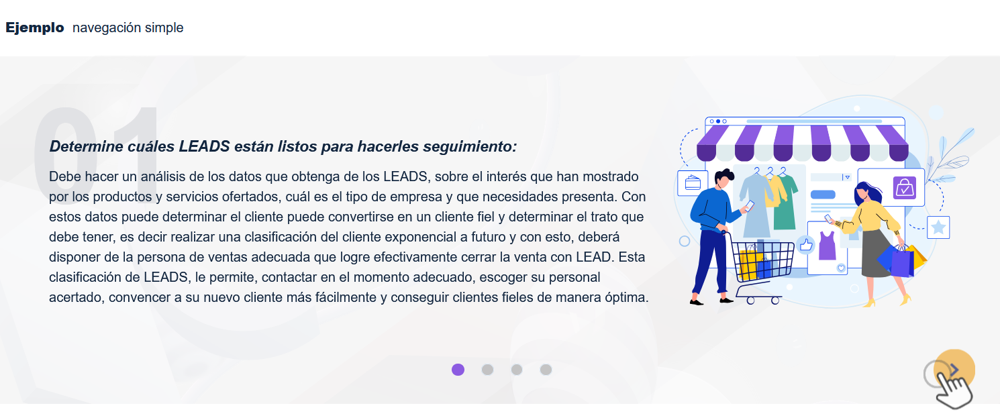 Ejemplo navegación simple
01
Determine cuáles LEADS están listos para hacerles seguimiento:
Debe hacer un análisis de los datos que obtenga de los LEADS, sobre el interés que han mostrado
por los productos y servicios ofertados, cuál es el tipo de empresa y que necesidades presenta. Con
estos datos puede determinar el cliente puede convertirse en un cliente fiel y determinar el trato que
debe tener, es decir realizar una clasificación del cliente exponencial a futuro y con esto, deberá
disponer de la persona de ventas adecuada que logre efectivamente cerrar la venta con LEAD. Esta
clasificación de LEADS, le permite, contactar en el momento adecuado, escoger su personal
acertado, convencer a su nuevo cliente más fácilmente y conseguir clientes fieles de manera óptima.